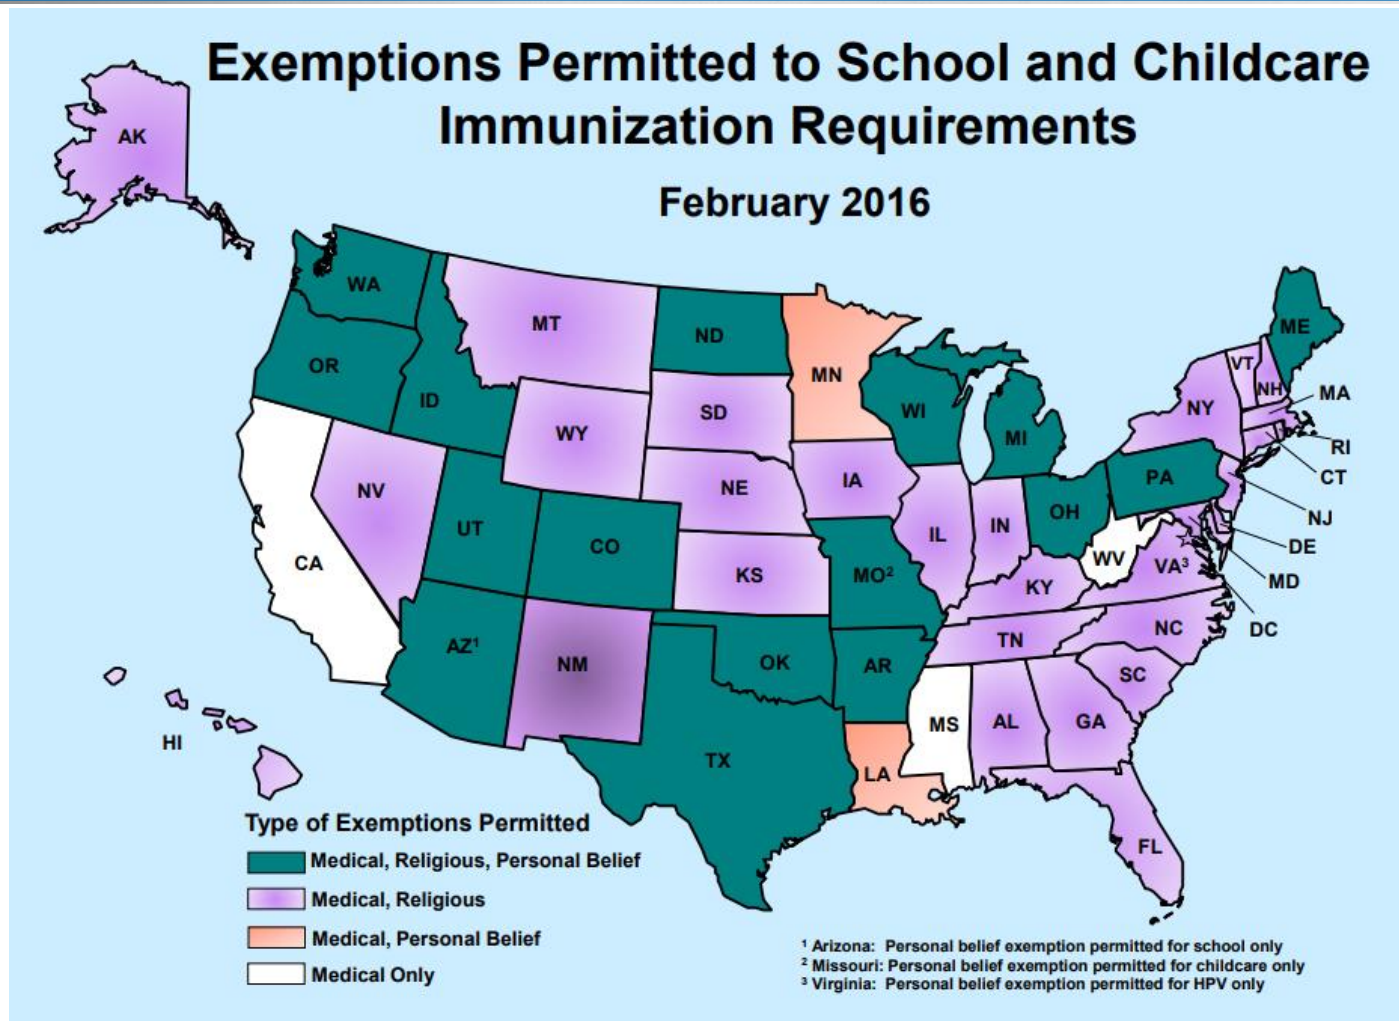 Exemptions Permitted to School and Childcare
Immunization Requirements
February 2016
AK
WA
MT
ND
MN
ME
OR
ID
WY
SD
WI
MI
NY
VT
NH
MA
RI
CT
NJ
DE
MD
DC
NV
UT
CO
NE
IA
IL
IN
OH
PA
CA
KS
MO²
KY
WV
VA³
AZ¹
NM
OK
AR
TN
NC
SC
MS
AL
GA
HI
TX
LA
FL
Type of Exemptions Permitted
Medical, Religious, Personal Belief
Medical, Religious
Medical, Personal Belief
Medical Only
¹ Arizona: Personal belief exemption permitted for school only
² Missouri: Personal belief exemption permitted for childcare only
³ Virginia: Personal belief exemption permitted for HPV only